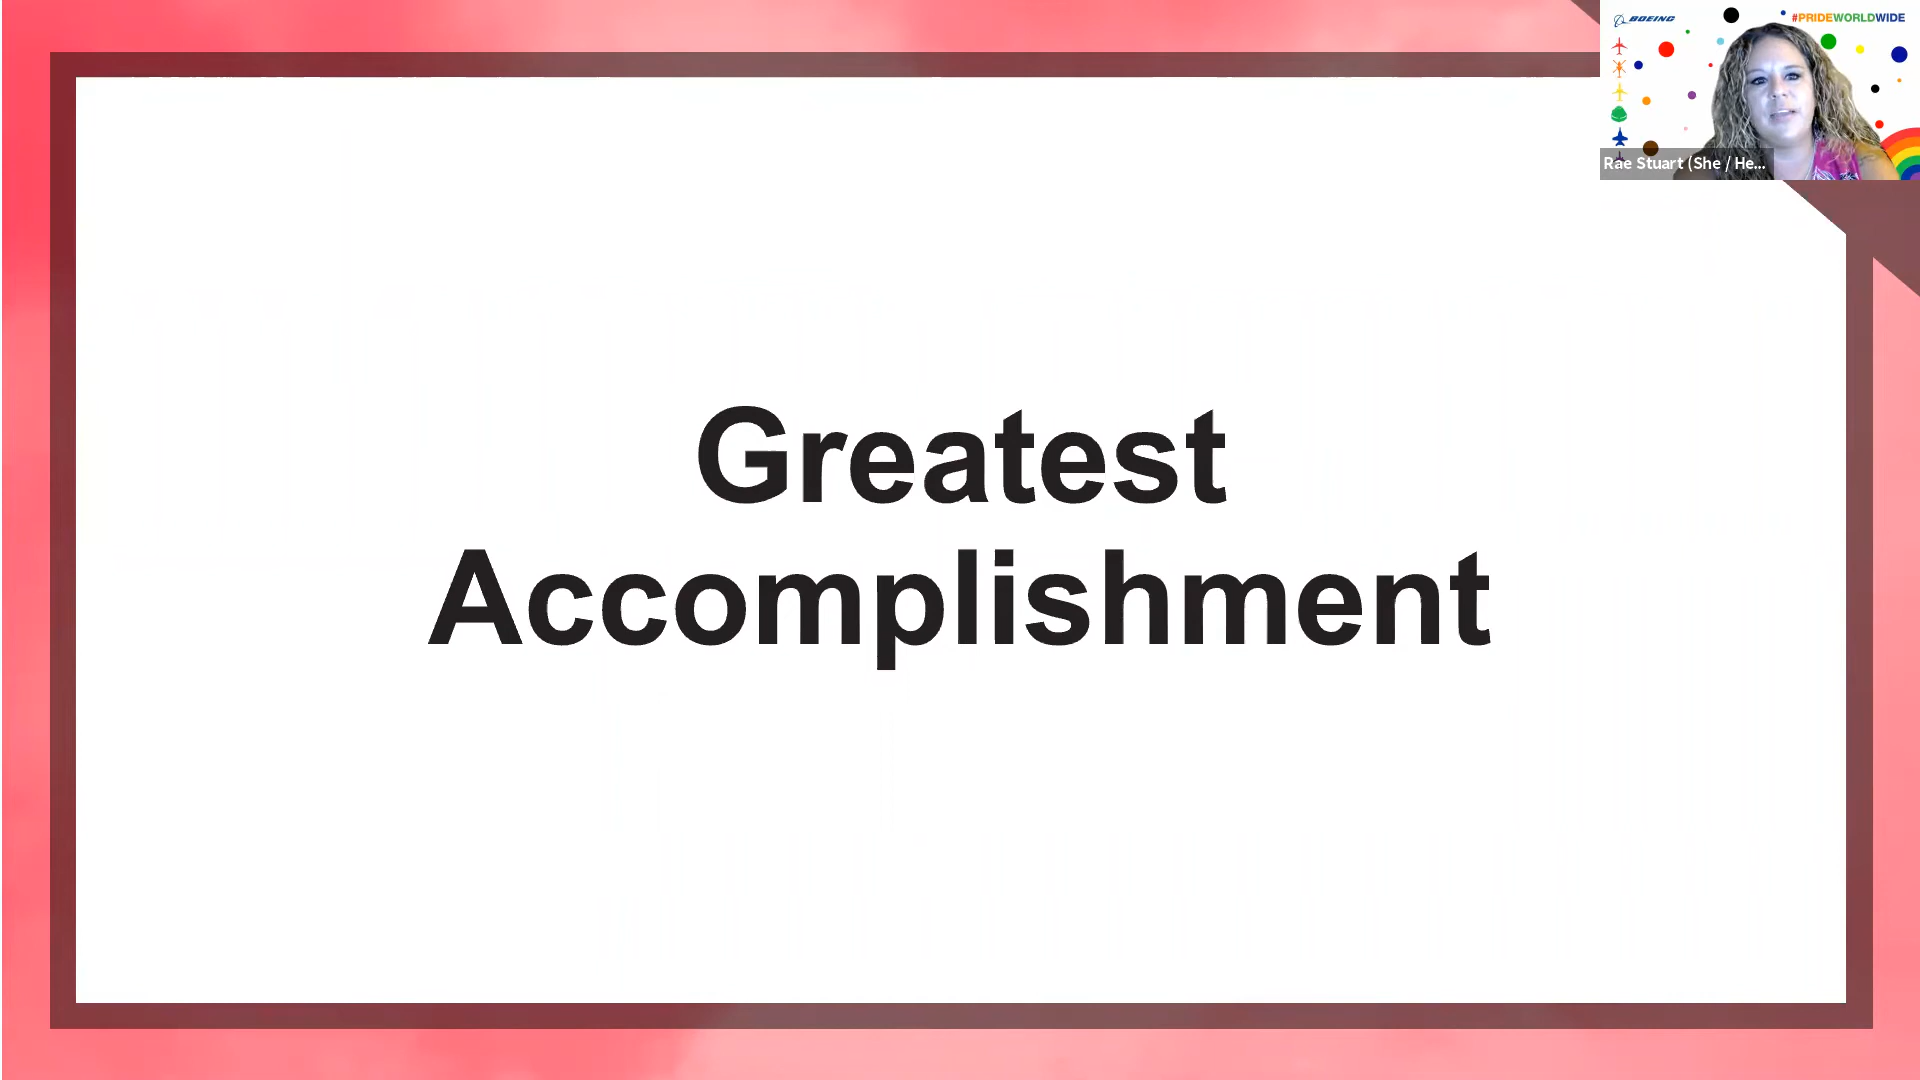 BOEING
#PRIDEWORLDWIDE
Rae Stuart (She / He...
Greatest
Accomplishment